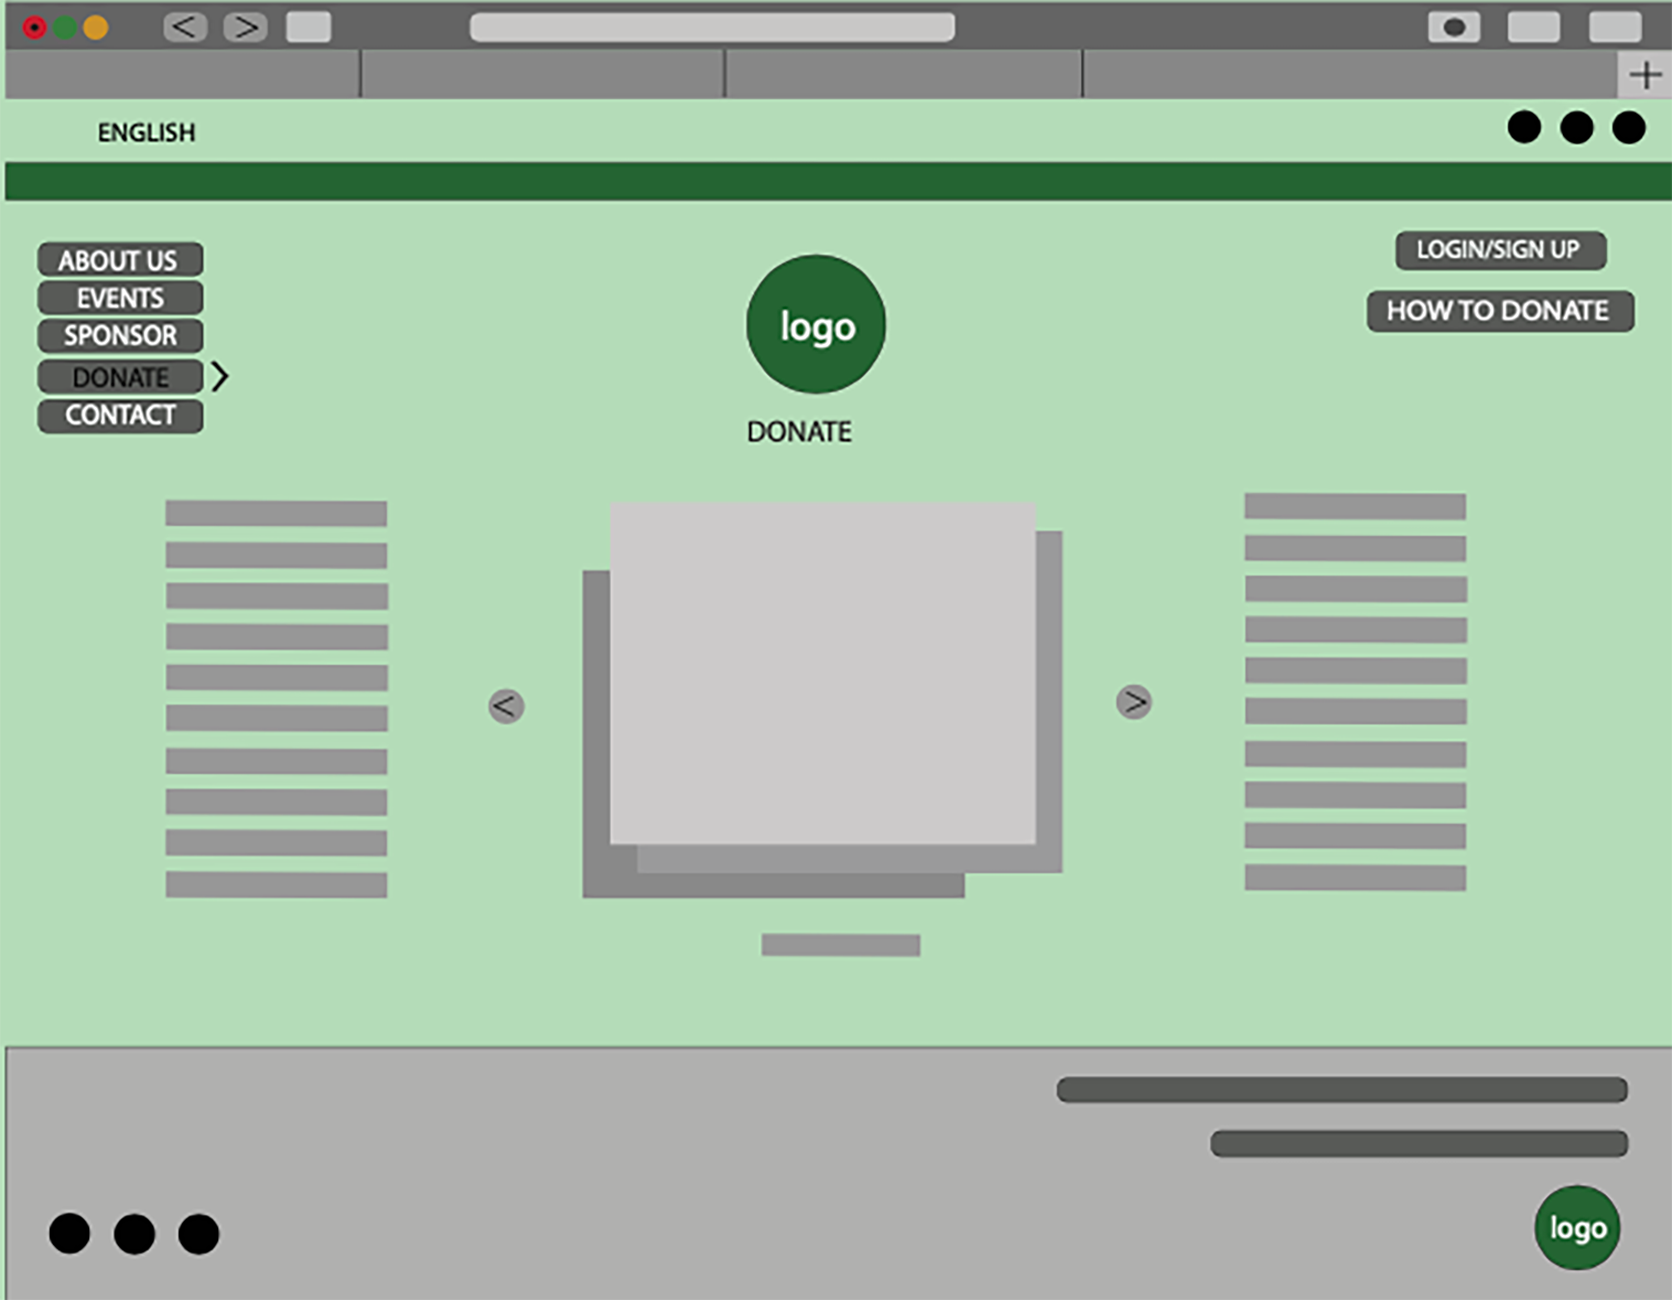 ENGLISH
ABOUT US
EVENTS
SPONSOR
DONATE
CONTACT
logo
DONATE
LOGIN/SIGN UP
HOW TO DONATE
logo